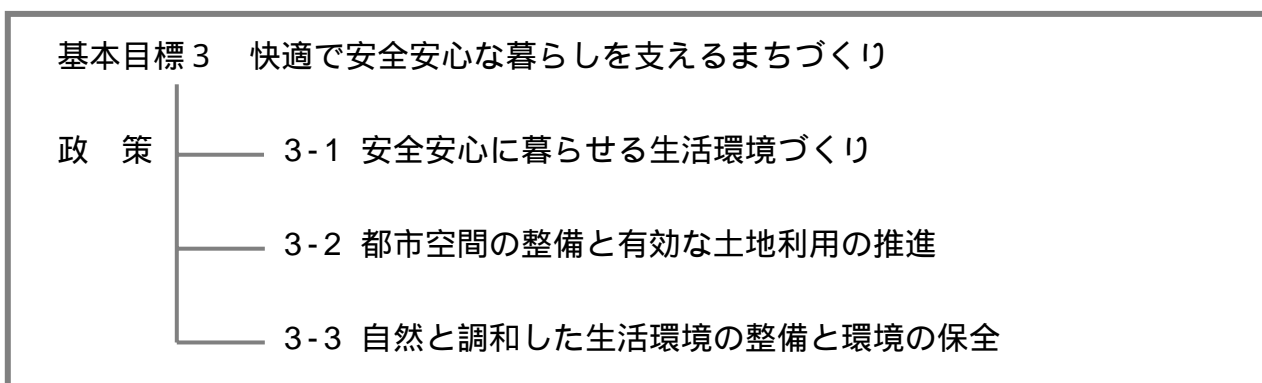 基本目標３　快適で安全安心な暮らしを支えるまちづくり
政　策　3-1 安全安心に暮らせる生活環境づくり
3-2 都市空間の整備と有効な土地利用の推進
3-3 自然と調和した生活環境の整備と環境の保全